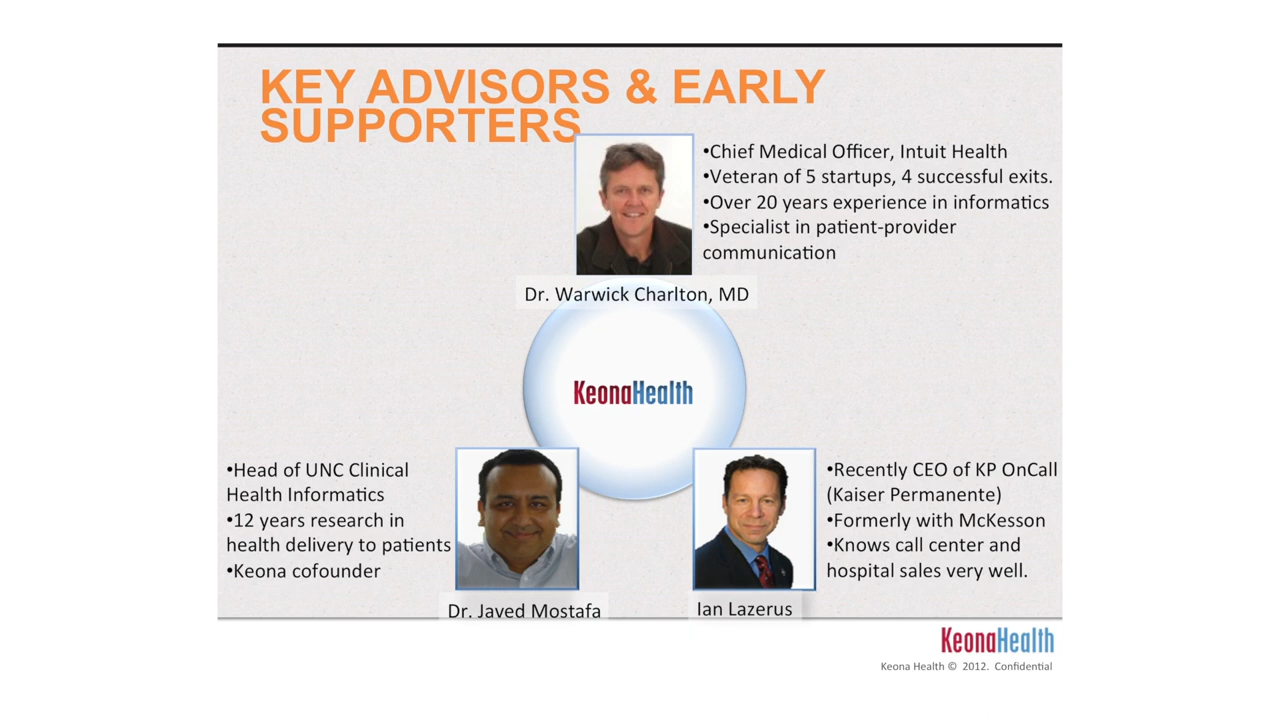 KEY ADVISORS & EARLY
SUPPORTERS
•Chief Medical Officer, Intuit Health
•Veteran of 5 startups, 4 successful exits.
•Over 20 years experience in informatics
•Specialist in patient-provider
communication
Dr. Warwick Charlton, MD
KeonaHealth
•Head of UNC Clinical
Health Informatics
•12 years research in
health delivery to patients
•Keona cofounder
Dr. Javed Mostafa
•Recently CEO of KP OnCall
(Kaiser Permanente)
•Formerly with McKesson
•Knows call center and
hospital sales very well.
Ian Lazerus
KeonaHealth
Keona Health © 2012. Confidential